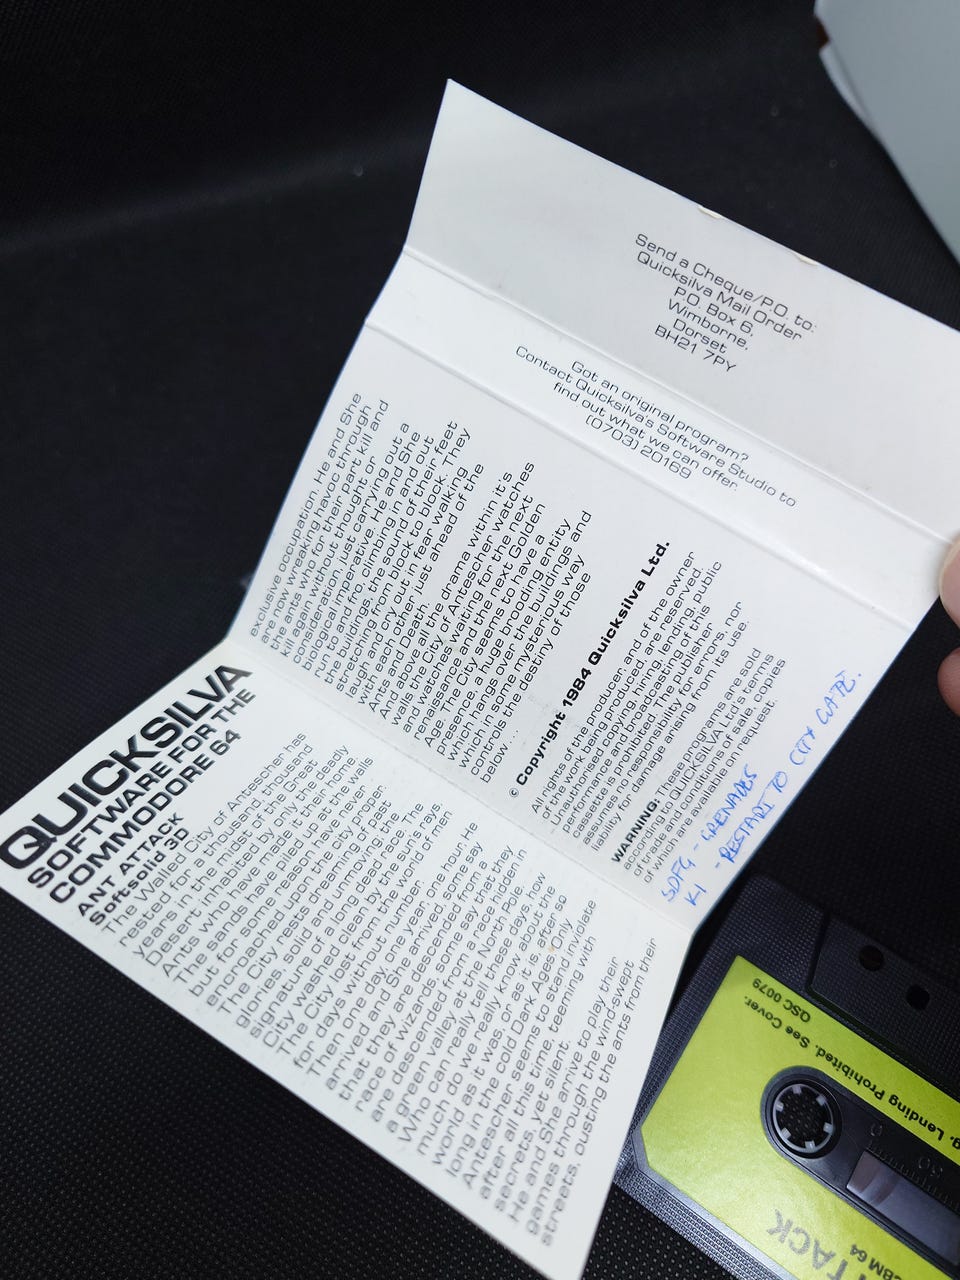 QUICKSILVA
SOFTWARE FOR THE
COMMODORE 64
ANT ATTACK
Softsolid 3D
The Walled City of Antescher has
rested for a thousand, thousand
years in the midst of the Great
Desert inhabited by only the deadly
Ants who have made it their home.
The sands have piled up the walls
but for some reason have never
encroached upon the City proper.
The City rests dreaming of past
glories, solid and unmoving; the
signature of a long dead race. The
City washed clean by the sun's rays.
The City lost from the world of men
for days without number.
Then one day, one year, one hour, He
arrived and She arrived, some say
that they are descended from a
race of wizards, some say that they
are descended from a race hidden in
a green valley at the North Pole.
Who can really tell these days, how
much do we really know about the
world as it was, or as it is, after so
long in the cold Dark Ages. Only
Antescher seems to stand inviolate
after all this time, teeming with
secrets, yet silent.
He and She arrive to play their
games through the wind-swept
streets, ousting the ants from their
exclusive occupation. He and She
are now wreaking havoc through
the ants who for their part kill and
kill again without thought or
consideration, just carrying out a
biological imperative. He and She
run to and fro, climbing in and out
the buildings, the sound of their feet
stretching from block to block. They
laugh and cry out in fear walking
with each other just ahead of the
Ants and Death.
And above all the drama within it's
walls the City of Antescher watches
and watches, waiting for the next
renaissance and the next Golden
Age. The City seems to have a
presence, a huge brooding entity
which hangs over the buildings and
which in some mysterious way
controls the destiny of those
below . . .
© Copyright 1984 Quicksilva Ltd.
All rights of the producer, and of the owner
of the work being produced, are reserved.
Unauthorised copying, hiring, lending, public
performance and broadcasting of this
cassette is prohibited. The publisher
assumes no responsibility for errors, nor
liability for damage arising from its use.
WARNING: These programs are sold
according to QUICKSILVA Ltd's terms
of trade and conditions of sale, copies
of which are available on request.
SDFG - GRENADES
K-1 - RESTART TO CITY GATE.
Got an original program?
Contact Quicksilva's Software Studio to
find out what we can offer.
(0703) 20169
Send a Cheque/P.O. to:
Quicksilva Mail Order
P.O. Box 6,
Wimborne,
Dorset
BH21 7PY
QSC 0079
g. Lending Prohibited. See Cover.
TACK
CBM 64